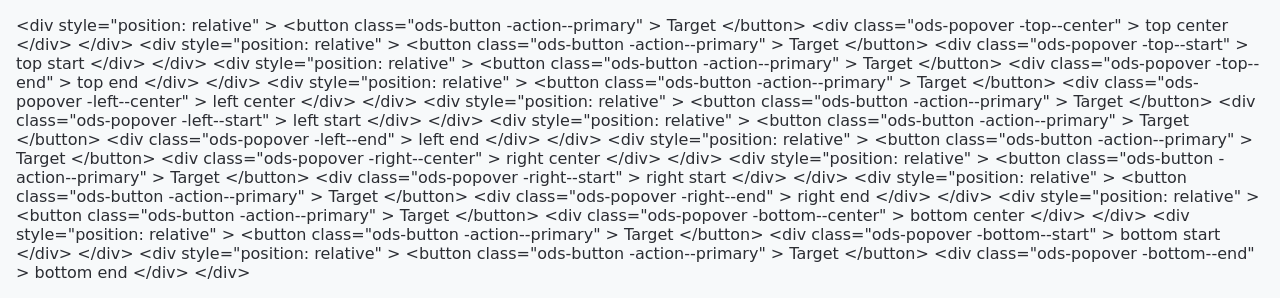 <div style="position: relative" > <button class="ods-button -action--primary" > Target </button> <div class="ods-popover -top--center" > top center
</div> </div> <div style="position: relative" > <button class="ods-button -action--primary" > Target </button> <div class="ods-popover -top--start" >
top start </div> </div> <div style="position: relative" > <button class="ods-button -action--primary" > Target </button> <div class="ods-popover -top--
end" > top end </div> </div> <div style="position: relative" > <button class="ods-button -action--primary" > Target </button> <div class="ods-
popover -left--center" > left center </div> </div> <div style="position: relative" > <button class="ods-button -action--primary" > Target </button> <div
class="ods-popover -left--start" > left start </div> </div> <div style="position: relative" > <button class="ods-button -action--primary" > Target
</button> <div class="ods-popover -left--end" > left end </div> </div> <div style="position: relative" > <button class="ods-button -action--primary" >
Target </button> <div class="ods-popover -right--center" > right center </div> </div> <div style="position: relative" > <button class="ods-button -
action--primary" > Target </button> <div class="ods-popover -right--start" > right start </div> </div> <div style="position: relative" > <button
class="ods-button -action--primary" > Target </button> <div class="ods-popover -right--end" > right end </div> </div> <div style="position: relative" >
<button class="ods-button -action--primary" > Target </button> <div class="ods-popover -bottom--center" > bottom center </div> </div> <div
style="position: relative" > <button class="ods-button -action--primary" > Target </button> <div class="ods-popover -bottom--start" > bottom start
</div> </div> <div style="position: relative" > <button class="ods-button -action--primary" > Target </button> <div class="ods-popover -bottom--end"
> bottom end </div> </div>